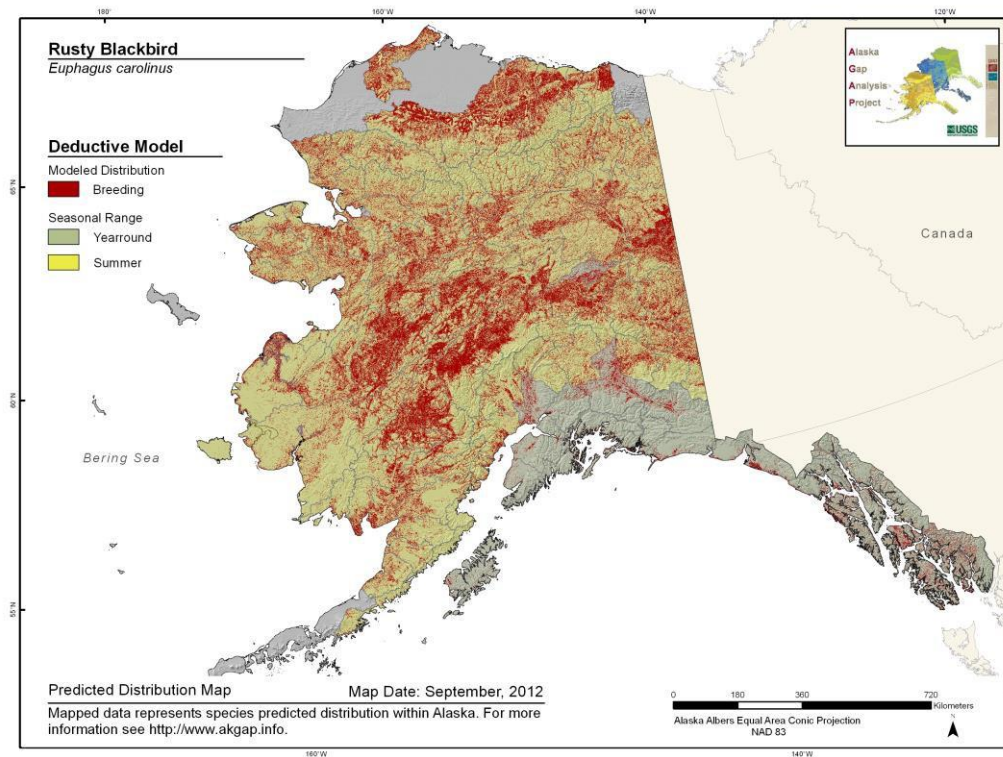 180°
160°W
140°W
120°W
Rusty Blackbird
Euphagus carolinus
Deductive Model
Modeled Distribution
Breeding
Seasonal Range
Yearround
Summer
Alaska
Gap
Analysis
Project
USGS
65°N
Canada
60°N
Bering Sea
55°N
Predicted Distribution Map
Map Date: September, 2012
Mapped data represents species predicted distribution within Alaska. For more
information see http://www.akgap.info.
0 180 360 720
Kilometers
Alaska Albers Equal Area Conic Projection
NAD 83
N
160°W
140°W